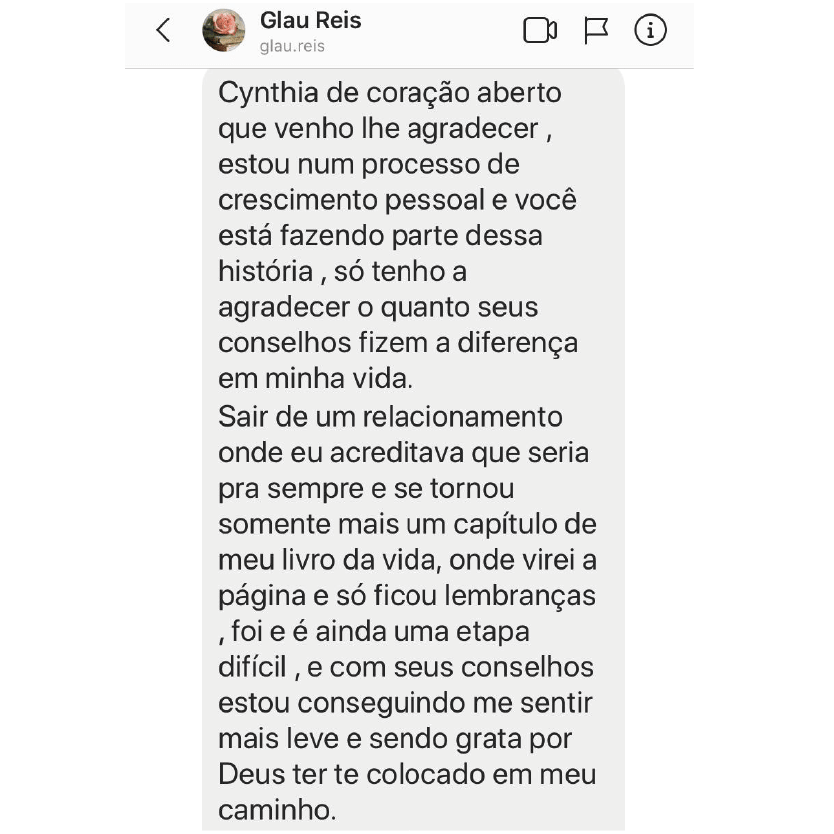 Glau Reis
glau.reis
Cynthia de coração aberto
que venho lhe agradecer ,
estou num processo de
crescimento pessoal e você
está fazendo parte dessa
história , só tenho a
agradecer o quanto seus
conselhos fizem a diferença
em minha vida.
Sair de um relacionamento
onde eu acreditava que seria
pra sempre e se tornou
somente mais um capítulo de
meu livro da vida, onde virei a
página e só ficou lembranças
, foi e é ainda uma etapa
difícil , e com seus conselhos
estou conseguindo me sentir
mais leve e sendo grata por
Deus ter te colocado em meu
caminho.